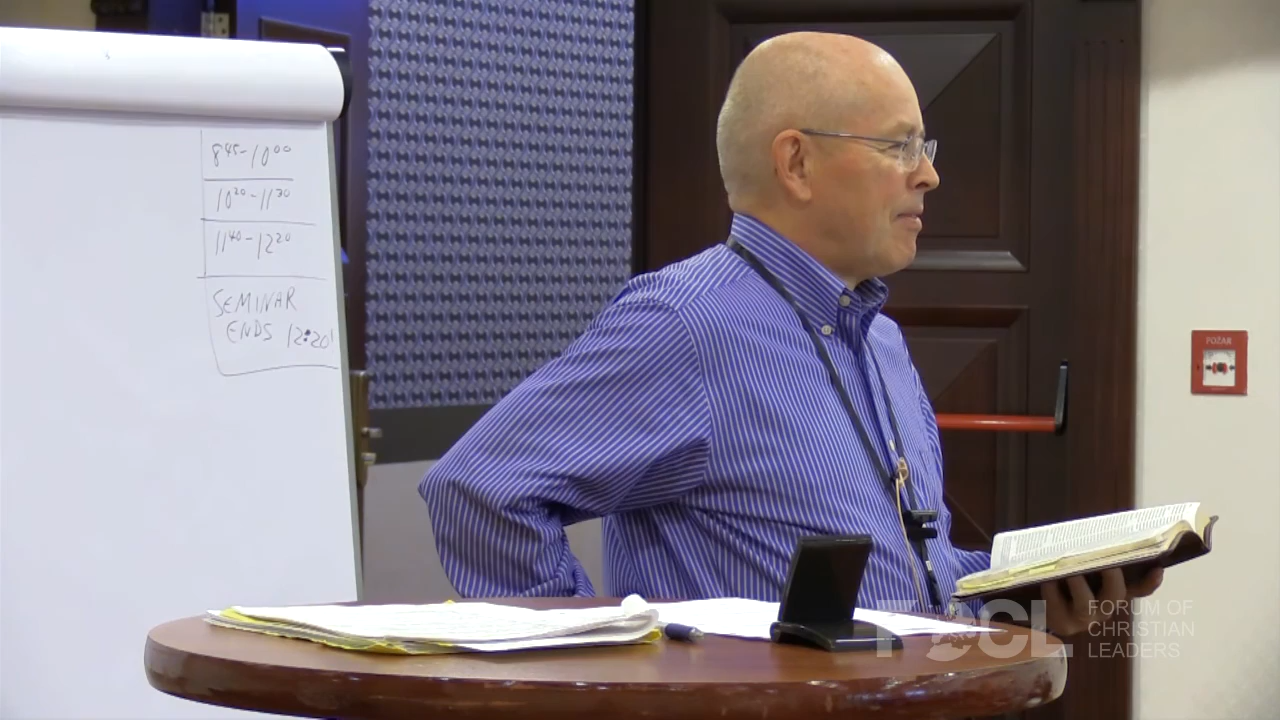 8⁴⁵-10⁰⁰
10²⁰-11³⁰
11⁴⁰-12²⁰
SEMINAR
ENDS 12:20!
POŻAR
FOCL
FORUM OF
CHRISTIAN
LEADERS